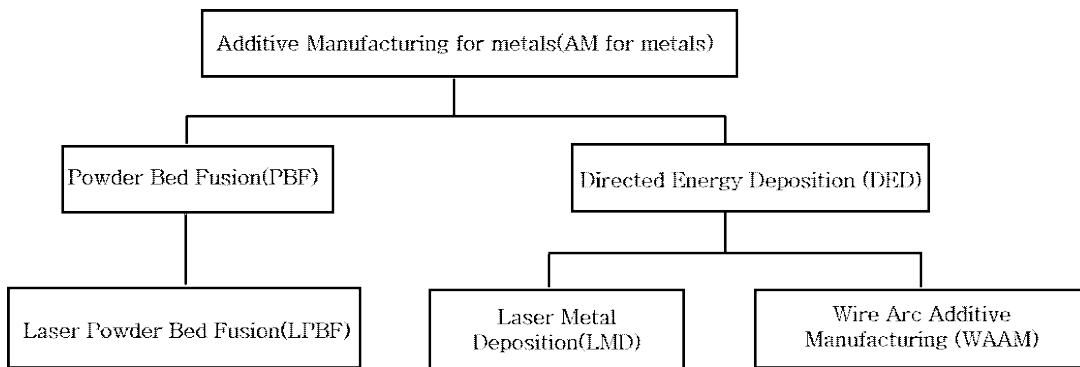 Additive Manufacturing for metals(AM for metals)
Powder Bed Fusion(PBF)
Directed Energy Deposition (DED)
Laser Powder Bed Fusion(LPBF)
Laser Metal
Deposition(LMD)
Wire Arc Additive
Manufacturing (WAAM)